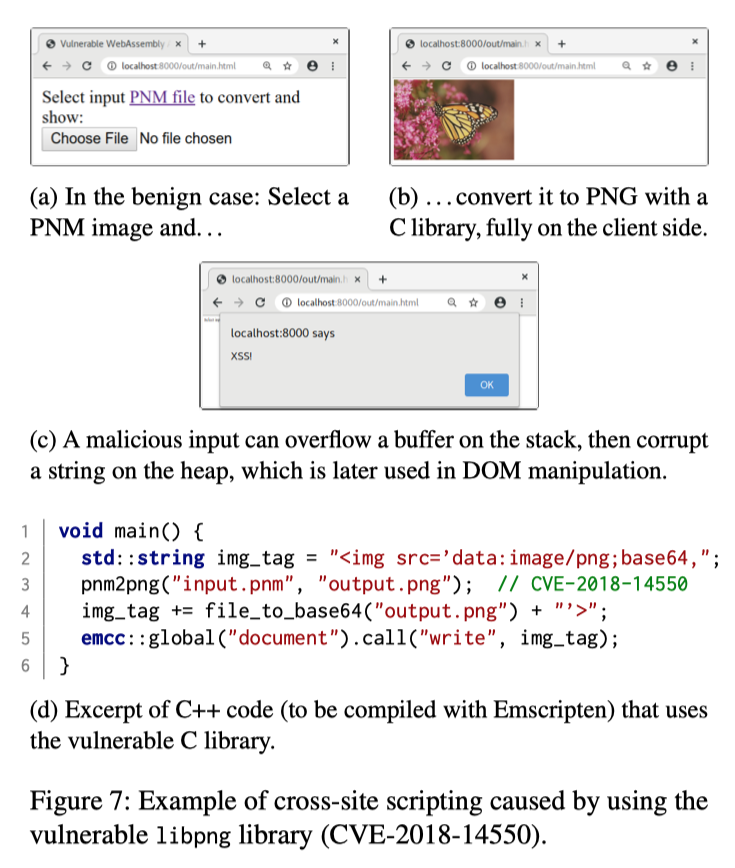 Vulnerable WebAssembly
localhost:8000/out/main.html
Select input PNM file to convert and
show:
Choose File No file chosen
localhost:8000/out/main.h
localhost:8000/out/main.html
(a) In the benign case: Select a
PNM image and. . .
(b) . . . convert it to PNG with a
C library, fully on the client side.
localhost:8000/out/main.h
localhost:8000/out/main.html
localhost:8000 says
XSS!
OK
(c) A malicious input can overflow a buffer on the stack, then corrupt
a string on the heap, which is later used in DOM manipulation.
1 void main() {
2 std::string img_tag = "<img src='data:image/png;base64,";
3 pnm2png("input.pnm", "output.png"); // CVE-2018-14550
4 img_tag += file_to_base64("output.png") + "'>";
5 emcc::global("document").call("write", img_tag);
6 }
(d) Excerpt of C++ code (to be compiled with Emscripten) that uses
the vulnerable C library.
Figure 7: Example of cross-site scripting caused by using the
vulnerable libpng library (CVE-2018-14550).